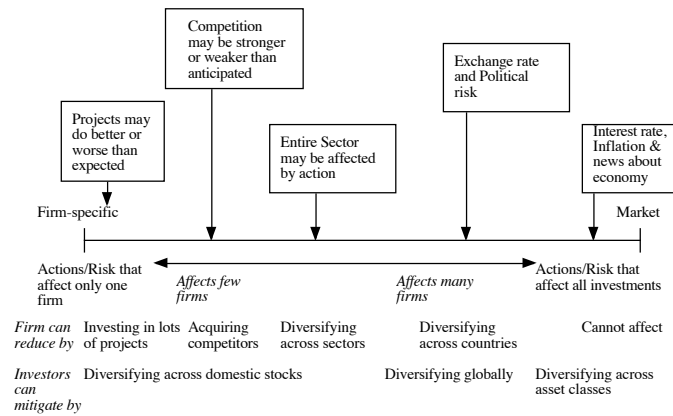 Competition
may be stronger
or weaker than
anticipated
Exchange rate
and Political
risk
Projects may
do better or
worse than
expected
Entire Sector
may be affected
by action
Interest rate,
Inflation &
news about
economy
Firm-specific
Market
Actions/Risk that
affect only one
firm
Affects few
firms
Affects many
firms
Actions/Risk that
affect all investments
Firm can
reduce by
Investing in lots
of projects
Acquiring
competitors
Diversifying
across sectors
Diversifying
across countries
Cannot affect
Investors
can
mitigate by
Diversifying across domestic stocks
Diversifying globally
Diversifying across
asset classes